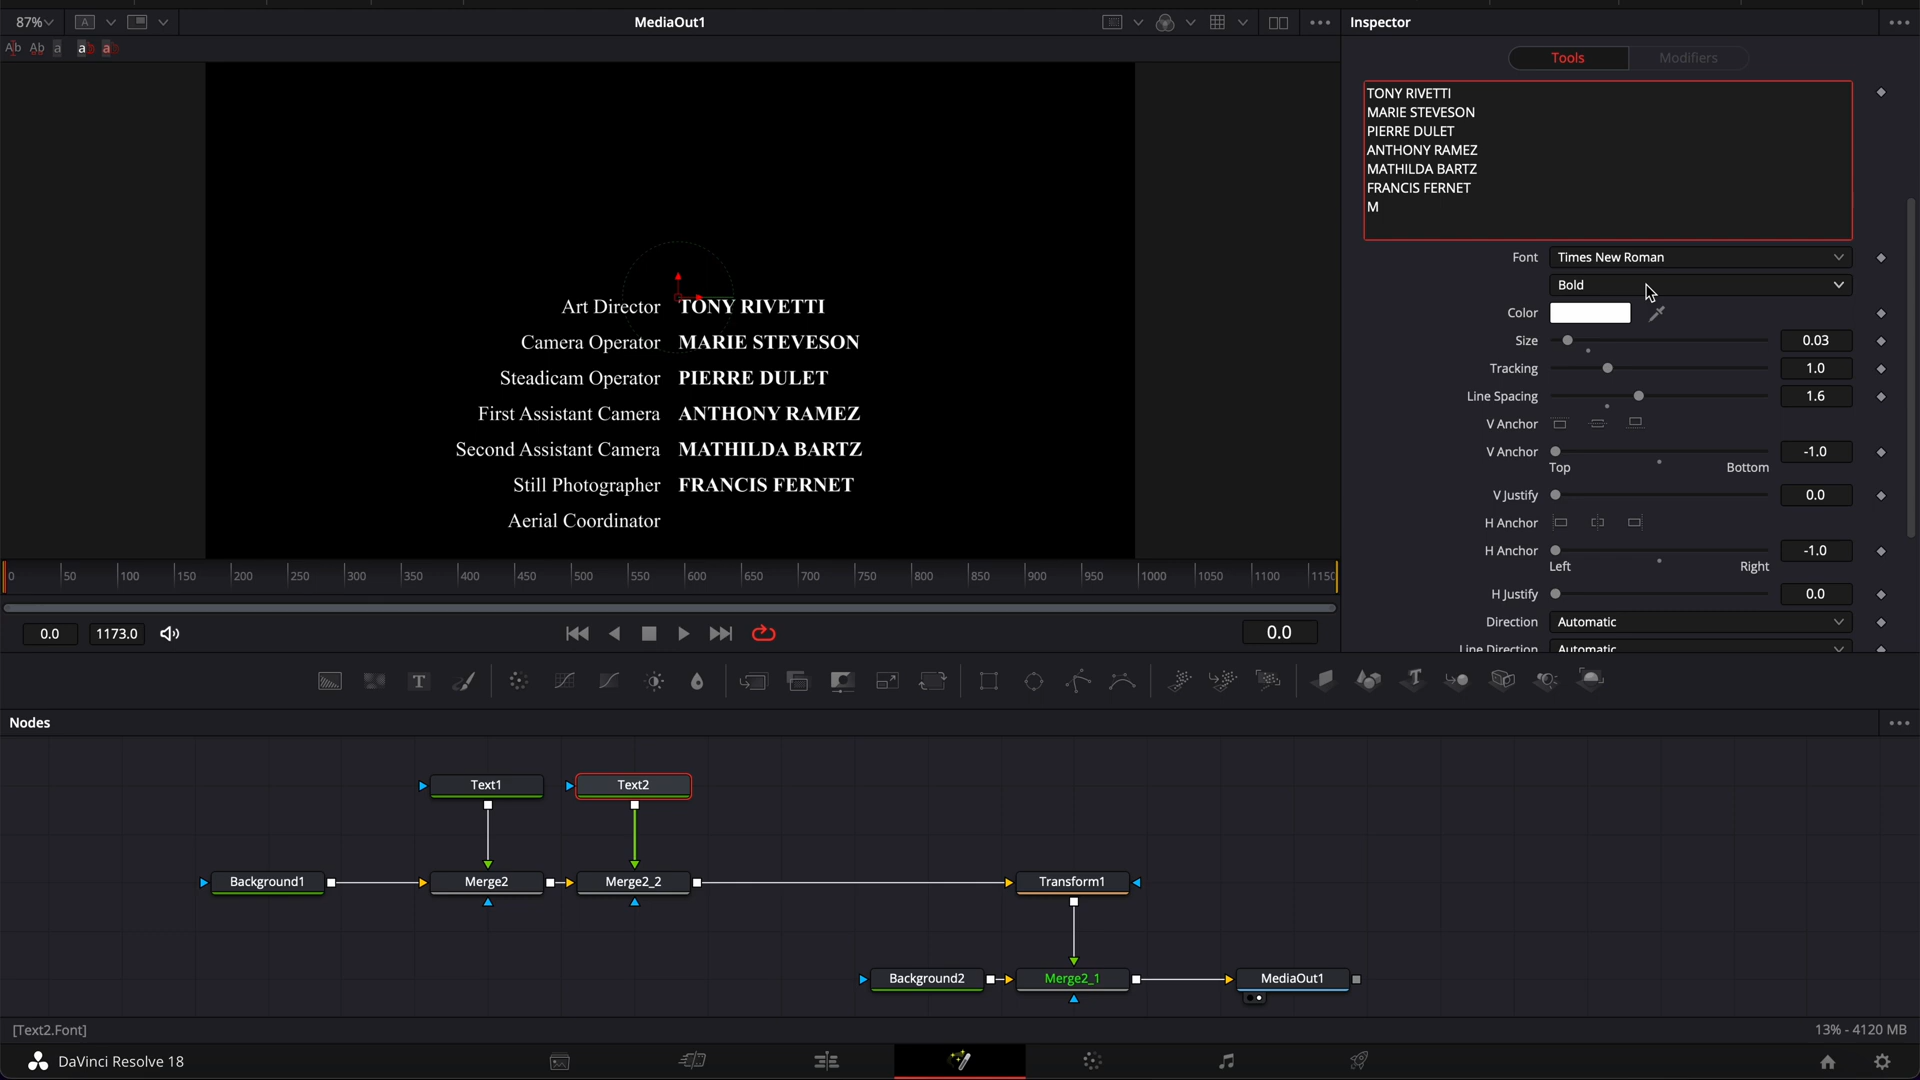 87%
A
MediaOut1
Inspector
Ab Ab a a a
Tools Modifiers
TONY RIVETTI
MARIE STEVESON
PIERRE DULET
ANTHONY RAMEZ
MATHILDA BARTZ
FRANCIS FERNET
M
Font Times New Roman
Bold
Color
Size 0.03
Tracking 1.0
Line Spacing 1.6
V Anchor
V Anchor -1.0
Top Bottom
V Justify 0.0
H Anchor
H Anchor -1.0
Left Right
H Justify 0.0
Direction Automatic
Line Direction Automatic
Art Director TONY RIVETTI
Camera Operator MARIE STEVESON
Steadicam Operator PIERRE DULET
First Assistant Camera ANTHONY RAMEZ
Second Assistant Camera MATHILDA BARTZ
Still Photographer FRANCIS FERNET
Aerial Coordinator
0 50 100 150 200 250 300 350 400 450 500 550 600 650 700 750 800 850 900 950 1000 1050 1100 1150
0.0 1173.0 0.0
T
Nodes
Text1 Text2
Background1 Merge2 Merge2_2 Transform1
Background2 Merge2_1 MediaOut1
[Text2.Font] 13% - 4120 MB
DaVinci Resolve 18